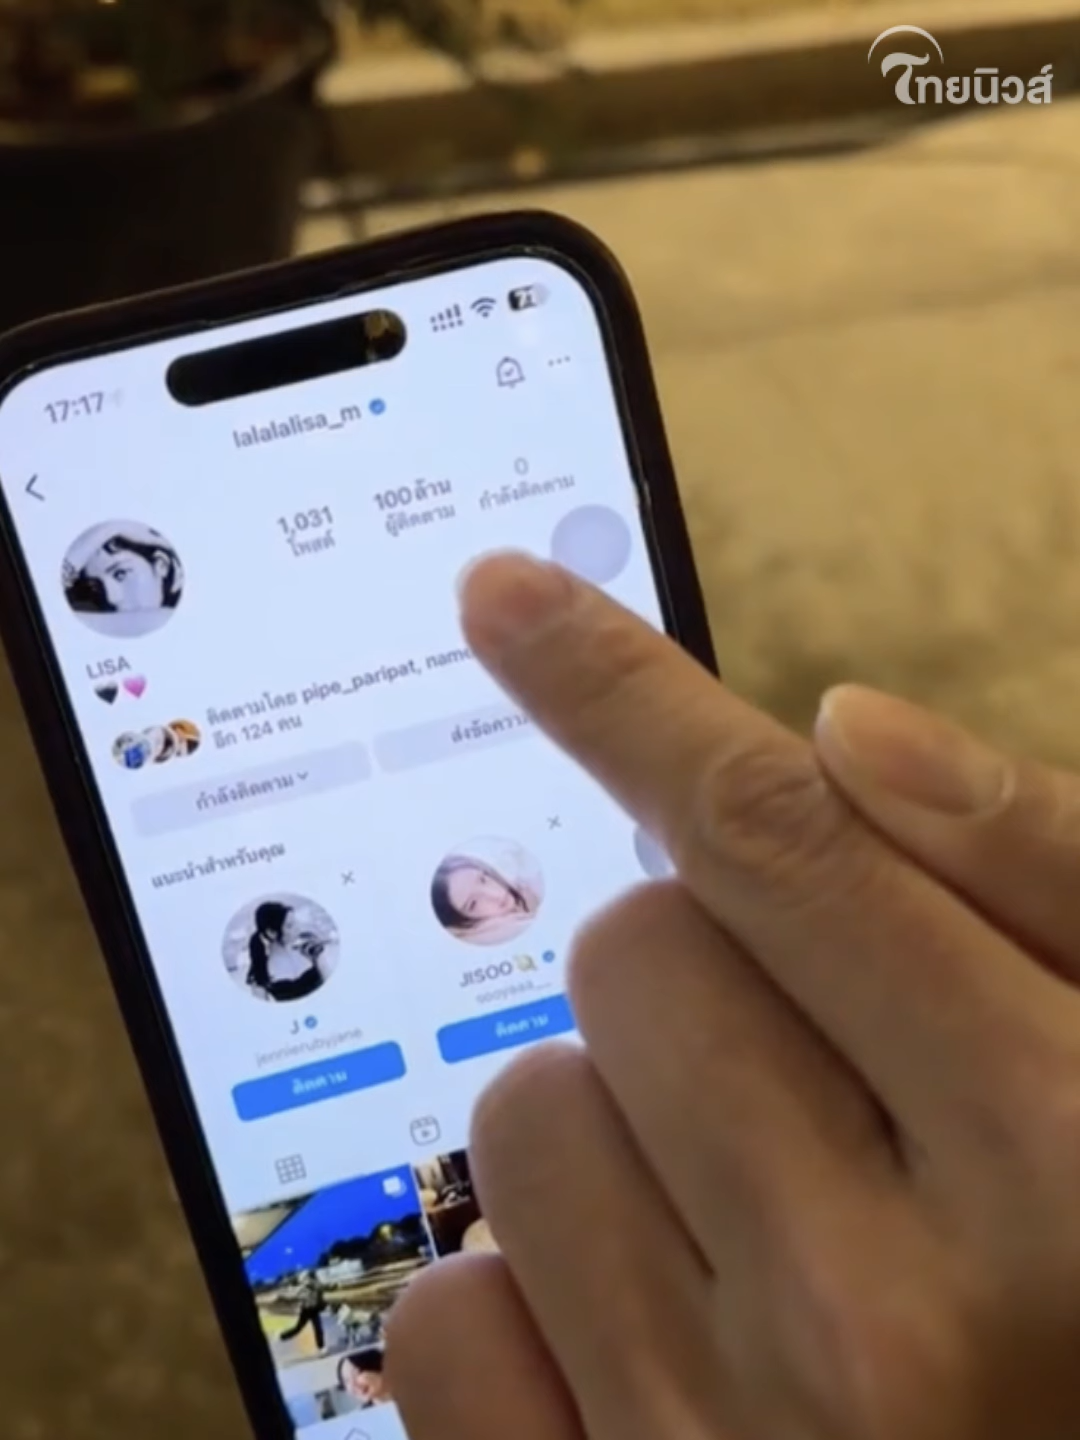 ไทยนิวส์
17:17
71
lalalalisa_m
1,031
โพสต์
100 ล้าน
ผู้ติดตาม
0
กำลังติดตาม
LISA
🖤🩷
ติดตามโดย pipe_paripat,
อีก 124 คน
กำลังติดตาม
ส่งข้อความ
แนะนำสำหรับคุณ
J
jennierubyjane
ติดตาม
JISOO
sooyaaa__
ติดตาม